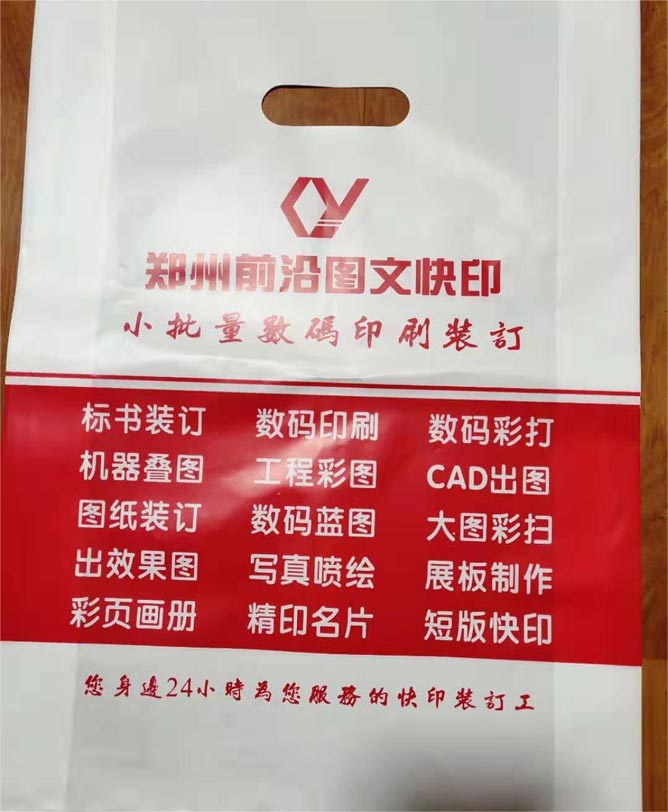 郑州前沿图文快印
小批量數碼印刷装訂
标书装订 数码印刷 数码彩打
机器叠图 工程彩图 CAD出图
图纸装订 数码蓝图 大图彩扫
出效果图 写真喷绘 展板制作
彩页画册 精印名片 短版快印
您身邊24小時為您服務的快印裝訂工